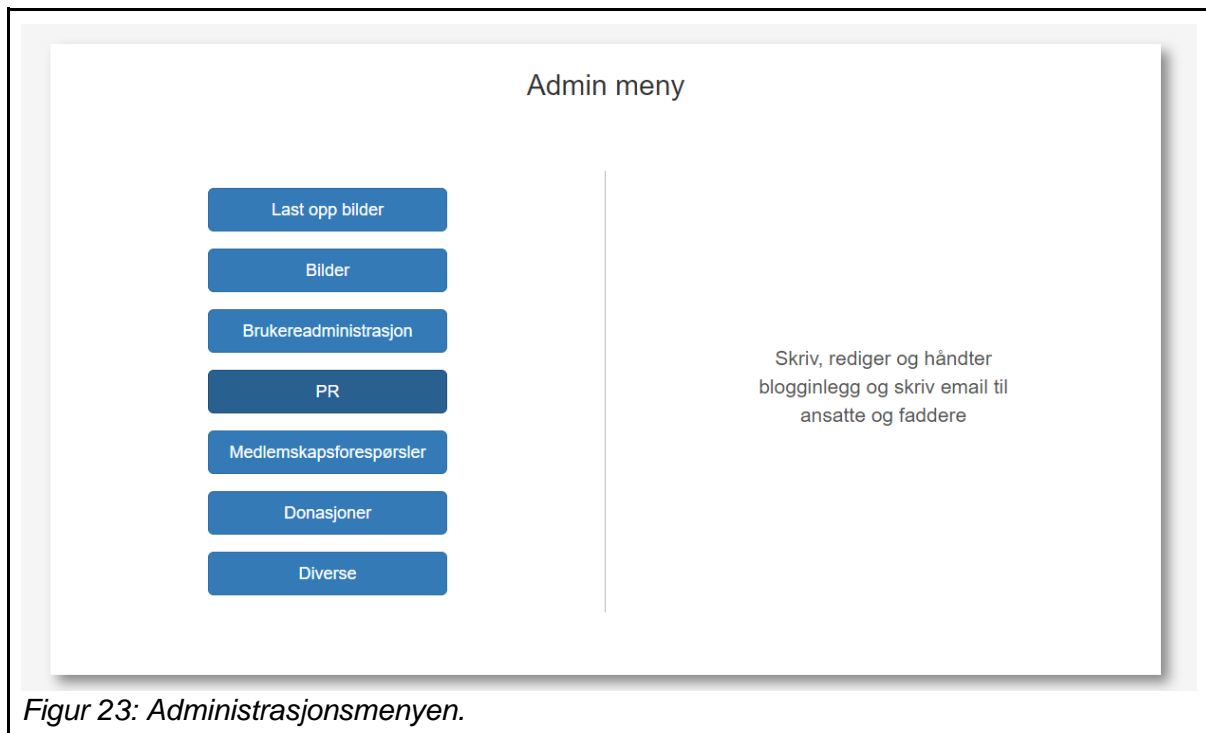 Admin meny
Last opp bilder
Bilder
Brukereadministrasjon
PR
Medlemskapsforespørsler
Donasjoner
Diverse
Skriv, rediger og håndter
blogginlegg og skriv email til
ansatte og faddere
Figur 23: Administrasjonsmenyen.